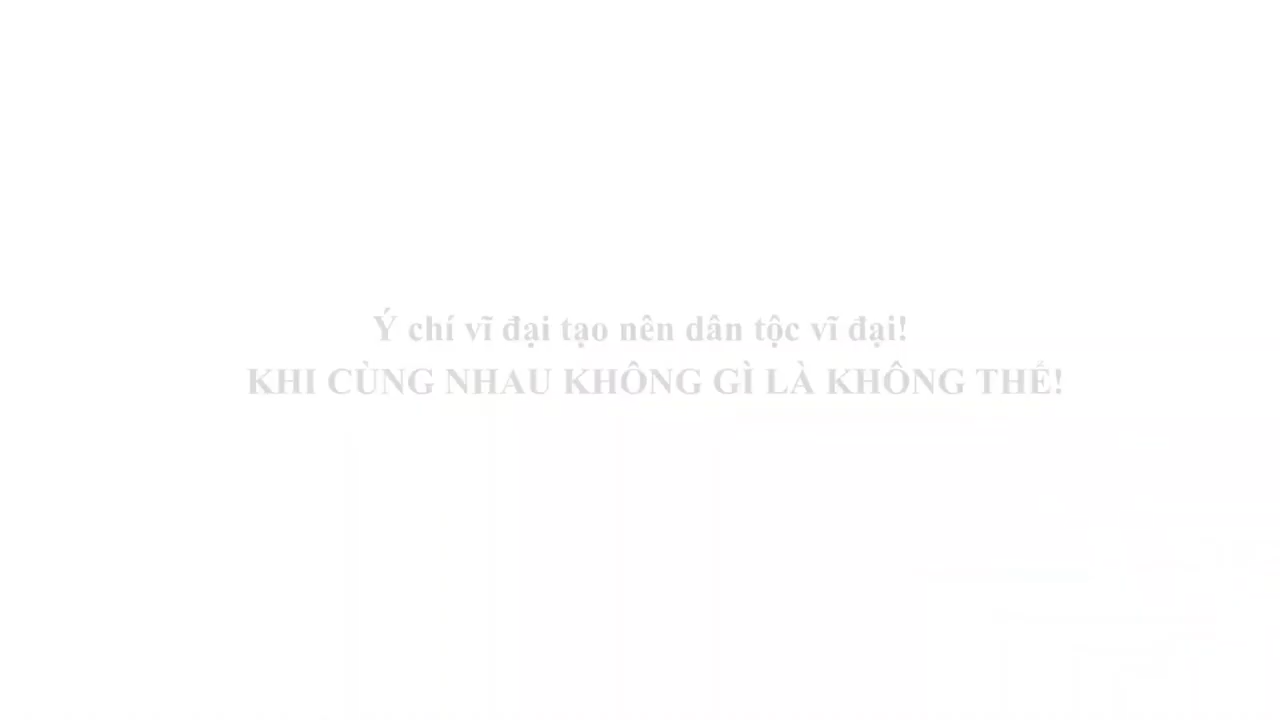 Ý chí vĩ đại tạo nên dân tộc vĩ đại!
KHI CÙNG NHAU KHÔNG GÌ LÀ KHÔNG THỂ!